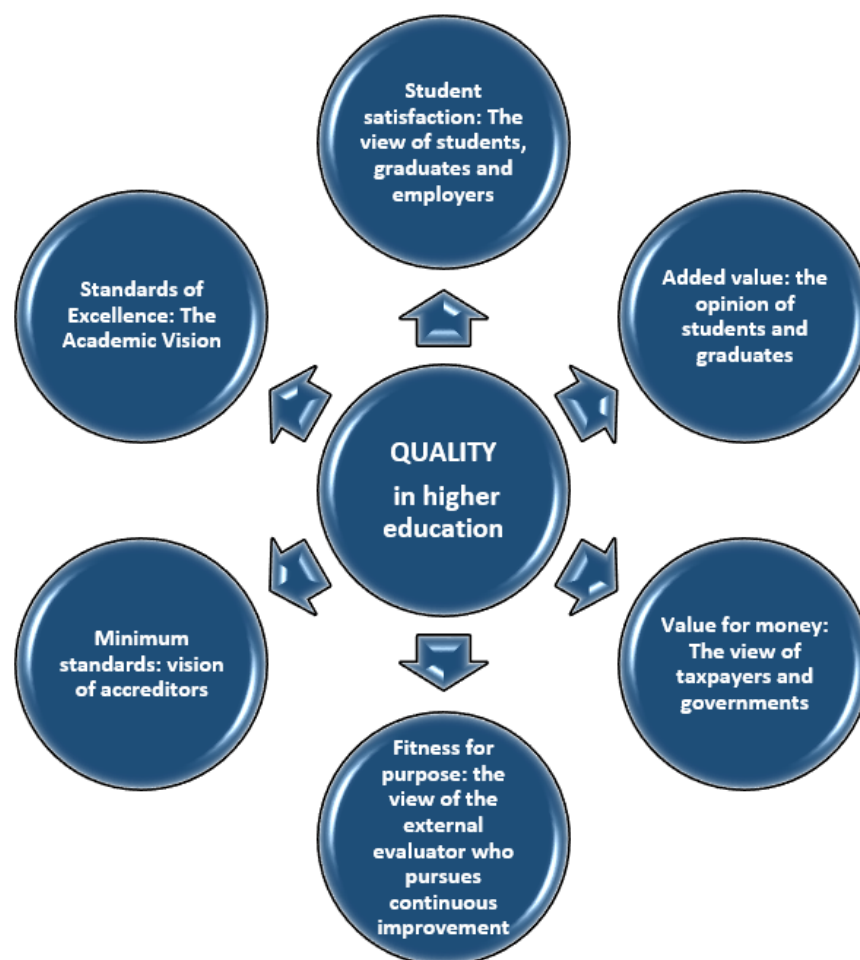 Student
satisfaction: The
view of students,
graduates and
employers
Standards of
Excellence: The
Academic Vision
Added value: the
opinion of
students and
graduates
QUALITY
in higher
education
Minimum
standards: vision
of accreditors
Value for money:
The view of
taxpayers and
governments
Fitness for
purpose: the
view of the
external
evaluator who
pursues
continuous
improvement